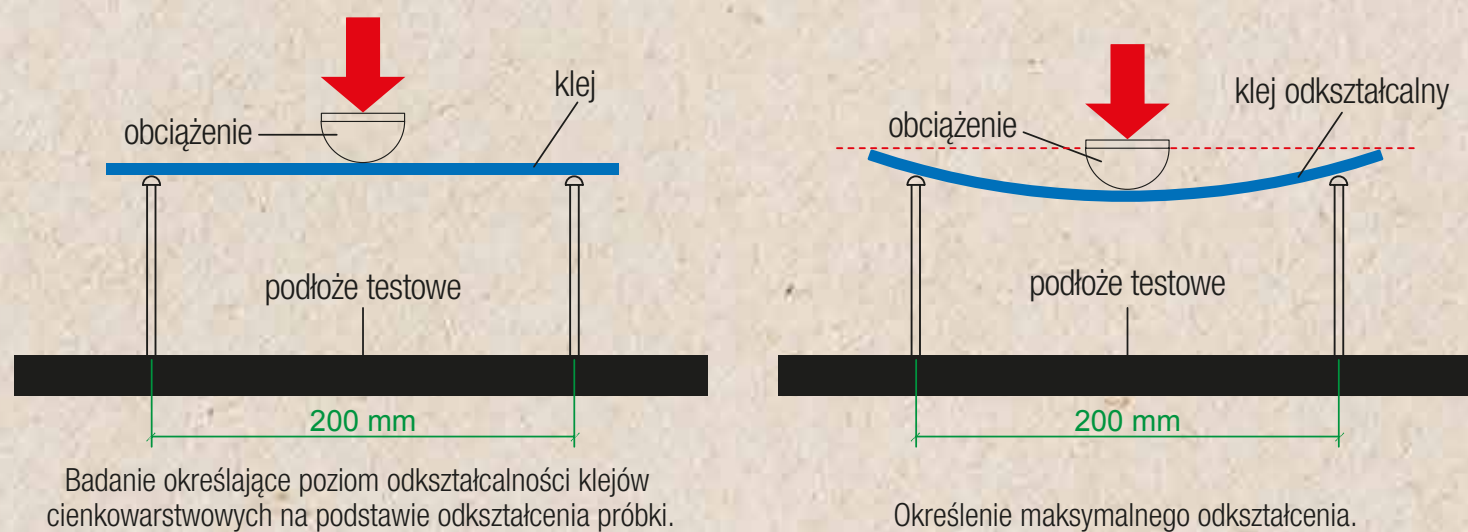 klej
obciążenie
podłoże testowe
200 mm
Badanie określające poziom odkształcalności klejów
cienkowarstwowych na podstawie odkształcenia próbki.
klej odkształcalny
obciążenie
podłoże testowe
200 mm
Określenie maksymalnego odkształcenia.